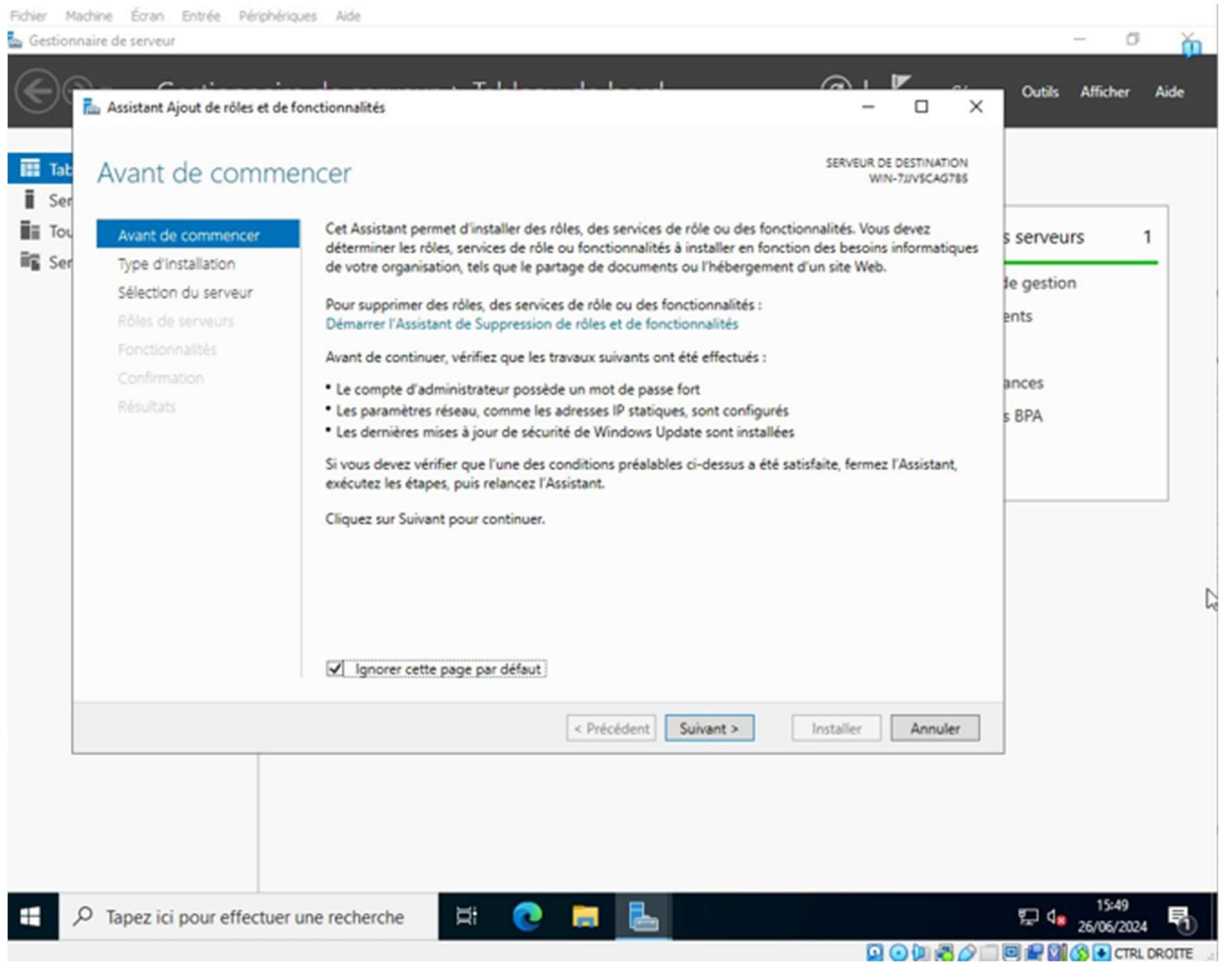 Fichier Machine Écran Entrée Périphériques Aide
Gestionnaire de serveur
Outils Afficher Aide
Assistant Ajout de rôles et de fonctionnalités
Avant de commencer
SERVEUR DE DESTINATION
WIN-7JJVSCAG7BS
Avant de commencer
Type d'installation
Sélection du serveur
Rôles de serveurs
Fonctionnalités
Confirmation
Résultats
Cet Assistant permet d'installer des rôles, des services de rôle ou des fonctionnalités. Vous devez
déterminer les rôles, services de rôle ou fonctionnalités à installer en fonction des besoins informatiques
de votre organisation, tels que le partage de documents ou l'hébergement d'un site Web.
Pour supprimer des rôles, des services de rôle ou des fonctionnalités :
Démarrer l'Assistant de Suppression de rôles et de fonctionnalités
Avant de continuer, vérifiez que les travaux suivants ont été effectués :
• Le compte d'administrateur possède un mot de passe fort
• Les paramètres réseau, comme les adresses IP statiques, sont configurés
• Les dernières mises à jour de sécurité de Windows Update sont installées
Si vous devez vérifier que l'une des conditions préalables ci-dessus a été satisfaite, fermez l'Assistant,
exécutez les étapes, puis relancez l'Assistant.
Cliquez sur Suivant pour continuer.
Ignorer cette page par défaut
< Précédent Suivant > Installer Annuler
Tab
Ser
Tou
Ser
s serveurs 1
de gestion
ents
ances
s BPA
Tapez ici pour effectuer une recherche
15:49
26/06/2024
1
CTRL DROITE